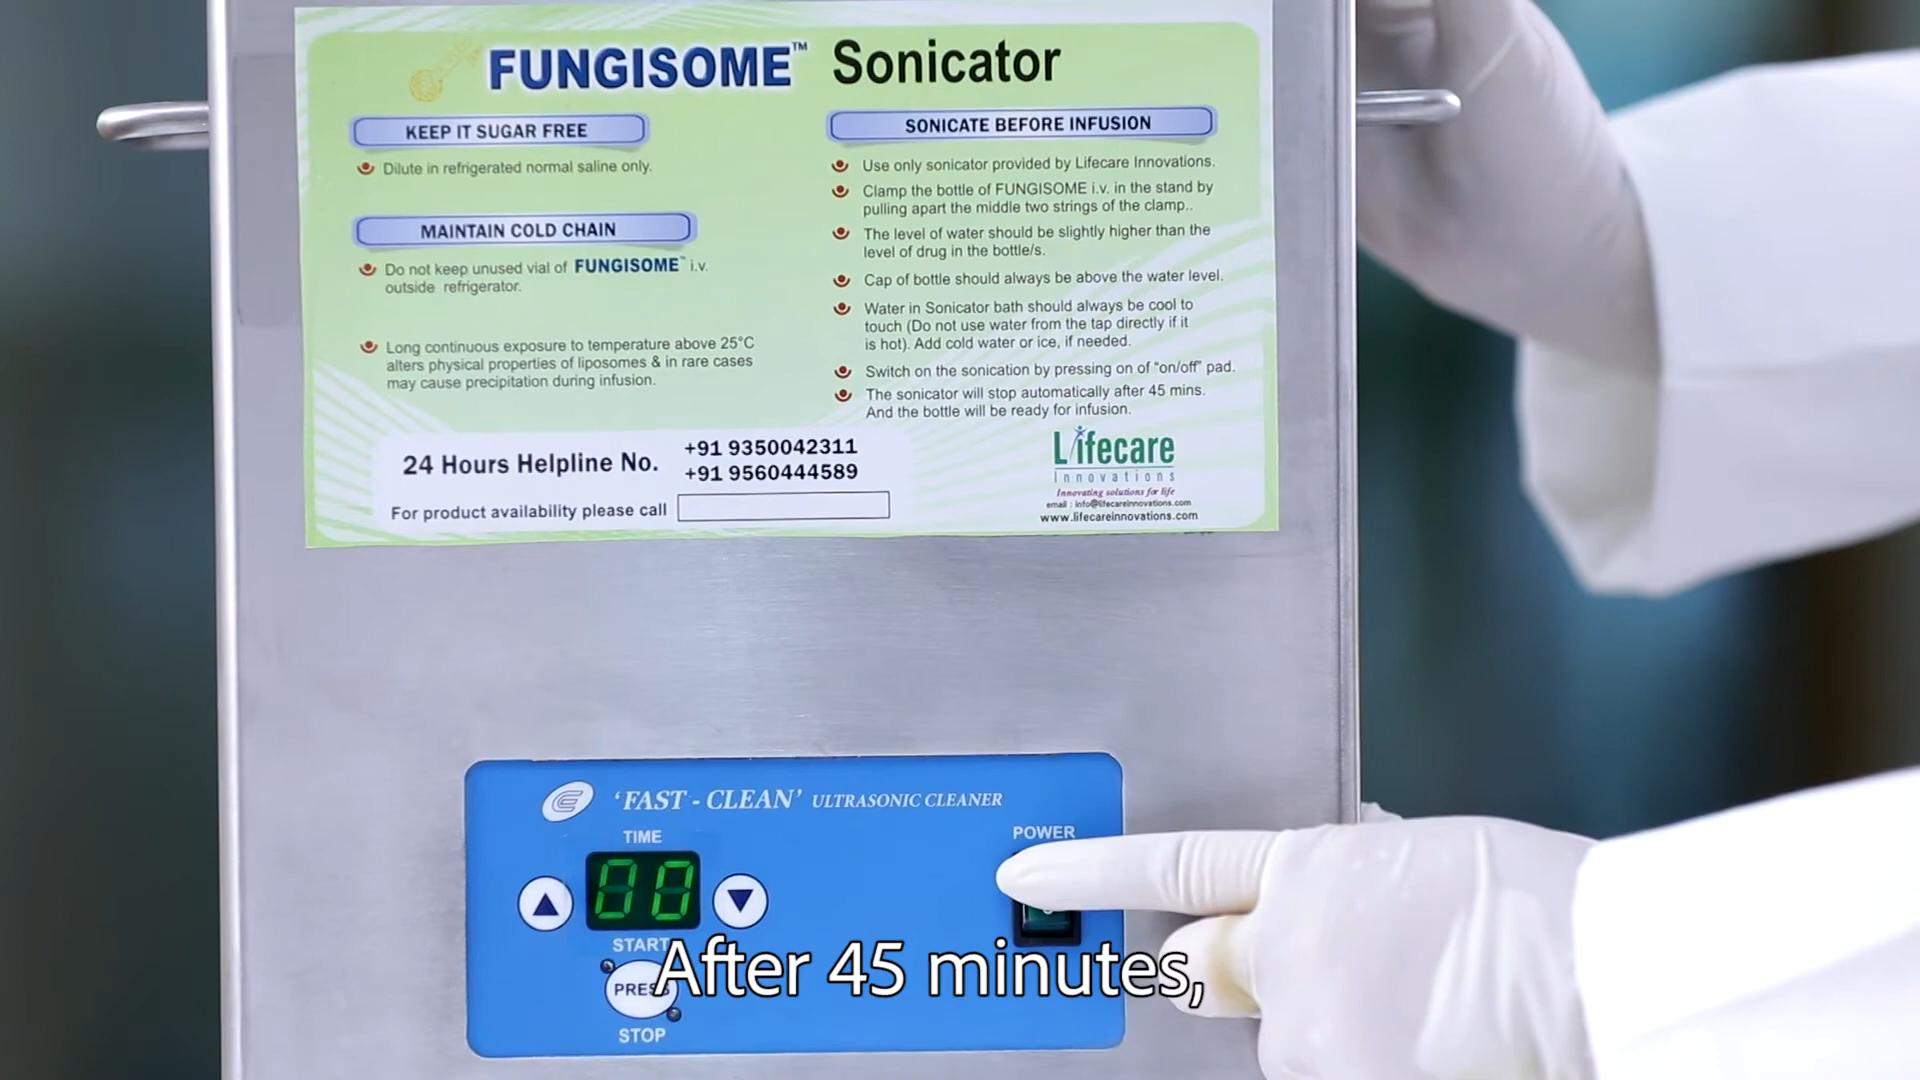 FUNGISOME™ Sonicator
KEEP IT SUGAR FREE
Dilute in refrigerated normal saline only.
MAINTAIN COLD CHAIN
Do not keep unused vial of FUNGISOME™ i.v.
outside refrigerator.
Long continuous exposure to temperature above 25°C
alters physical properties of liposomes & in rare cases
may cause precipitation during infusion.
SONICATE BEFORE INFUSION
Use only sonicator provided by Lifecare Innovations.
Clamp the bottle of FUNGISOME i.v. in the stand by
pulling apart the middle two strings of the clamp..
The level of water should be slightly higher than the
level of drug in the bottle/s.
Cap of bottle should always be above the water level.
Water in Sonicator bath should always be cool to
touch (Do not use water from the tap directly if it
is hot). Add cold water or ice, if needed.
Switch on the sonication by pressing on of "on/off" pad.
The sonicator will stop automatically after 45 mins.
And the bottle will be ready for infusion.
24 Hours Helpline No.
+91 9350042311
+91 9560444589
For product availability please call
Lifecare
Innovations
Innovating solutions for life
email : info@lifecareinnovations.com
www.lifecareinnovations.com
'FAST - CLEAN' ULTRASONIC CLEANER
TIME
POWER
00
START
PRESS
STOP
After 45 minutes,